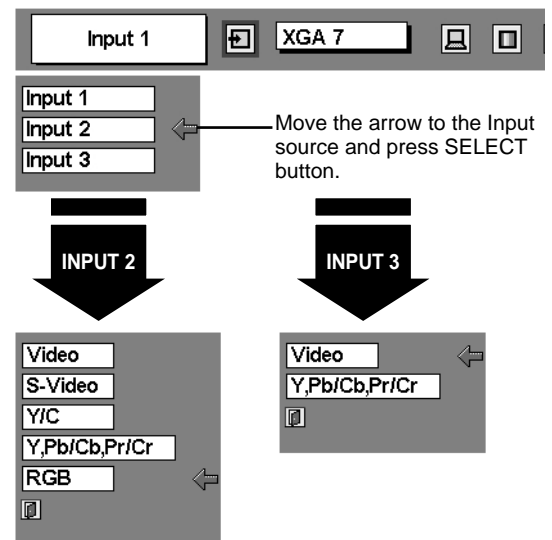 Input 1
XGA 7
Input 1
Input 2
Input 3
Move the arrow to the Input
source and press SELECT
button.
INPUT 2
INPUT 3
Video
S-Video
Y/C
Y,Pb/Cb,Pr/Cr
RGB
Video
Y,Pb/Cb,Pr/Cr